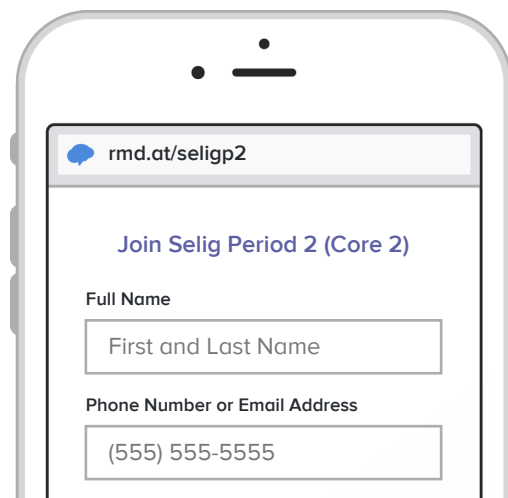 rmd.at/seligp2
Join Selig Period 2 (Core 2)
Full Name
First and Last Name
Phone Number or Email Address
(555) 555-5555